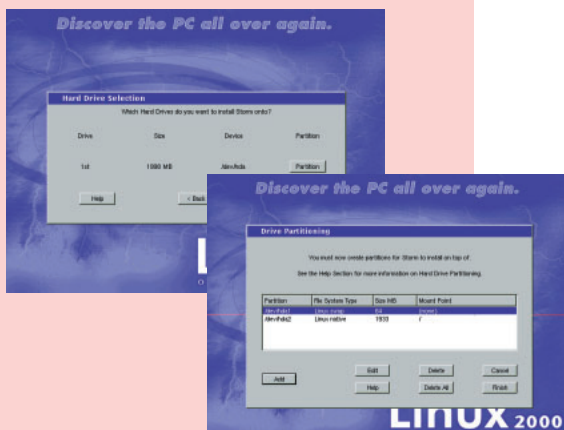 Discover the PC all over again.
Hard Drive Selection
Which Hard Drives do you want to install Storm onto?
Drive Size Device Partition
1st /dev/hda Partition
Help < Back
Discover the PC all over again.
Drive Partitioning
You must now create partitions for Storm to install on top of.
See the Help Section for more information on Hard Drive Partitioning.
Partition File System Type Size MB Mount Point
/dev/hda1 Linux swap 64 (none)
/dev/hda2 Linux native 1933 /
Add Edit Delete Cancel
Help Delete All Finish
Linux 2000